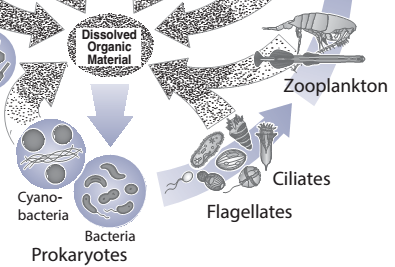 Dissolved
Organic
Material
Zooplankton
Ciliates
Flagellates
Cyano-
bacteria
Bacteria
Prokaryotes